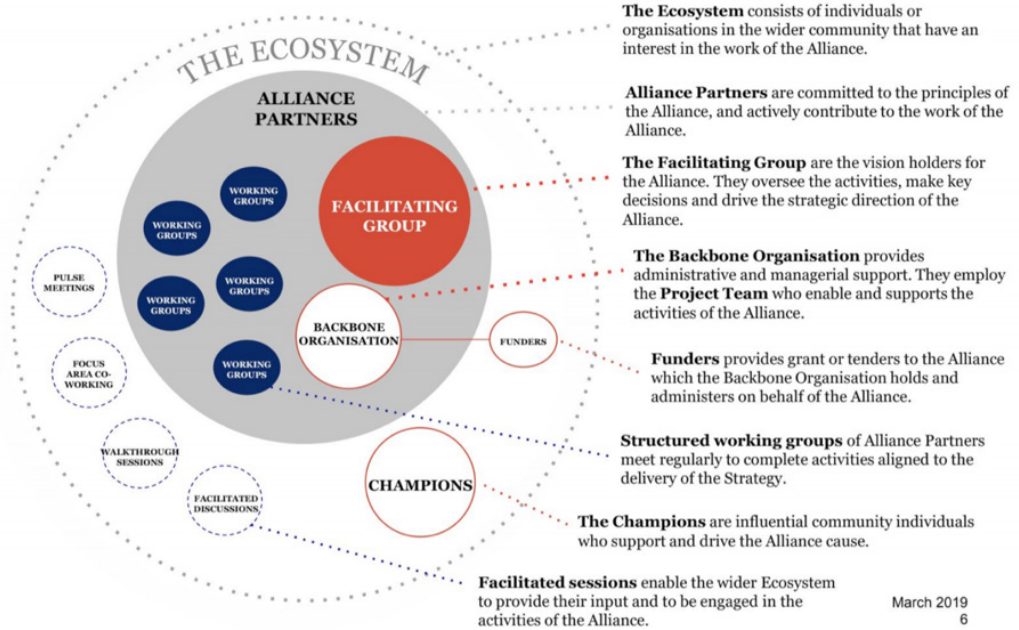 THE ECOSYSTEM
ALLIANCE
PARTNERS
WORKING
GROUPS
WORKING
GROUPS
WORKING
GROUPS
WORKING
GROUPS
WORKING
GROUPS
FACILITATING
GROUP
BACKBONE
ORGANISATION
FUNDERS
CHAMPIONS
PULSE
MEETINGS
FOCUS
AREA CO-
WORKING
WALKTHROUGH
SESSIONS
FACILITATED
DISCUSSIONS
The Ecosystem consists of individuals or
organisations in the wider community that have an
interest in the work of the Alliance.
Alliance Partners are committed to the principles of
the Alliance, and actively contribute to the work of the
Alliance.
The Facilitating Group are the vision holders for
the Alliance. They oversee the activities, make key
decisions and drive the strategic direction of the
Alliance.
The Backbone Organisation provides
administrative and managerial support. They employ
the Project Team who enable and supports the
activities of the Alliance.
Funders provides grant or tenders to the Alliance
which the Backbone Organisation holds and
administers on behalf of the Alliance.
Structured working groups of Alliance Partners
meet regularly to complete activities aligned to the
delivery of the Strategy.
The Champions are influential community individuals
who support and drive the Alliance cause.
Facilitated sessions enable the wider Ecosystem
to provide their input and to be engaged in the
activities of the Alliance.
March 2019
6